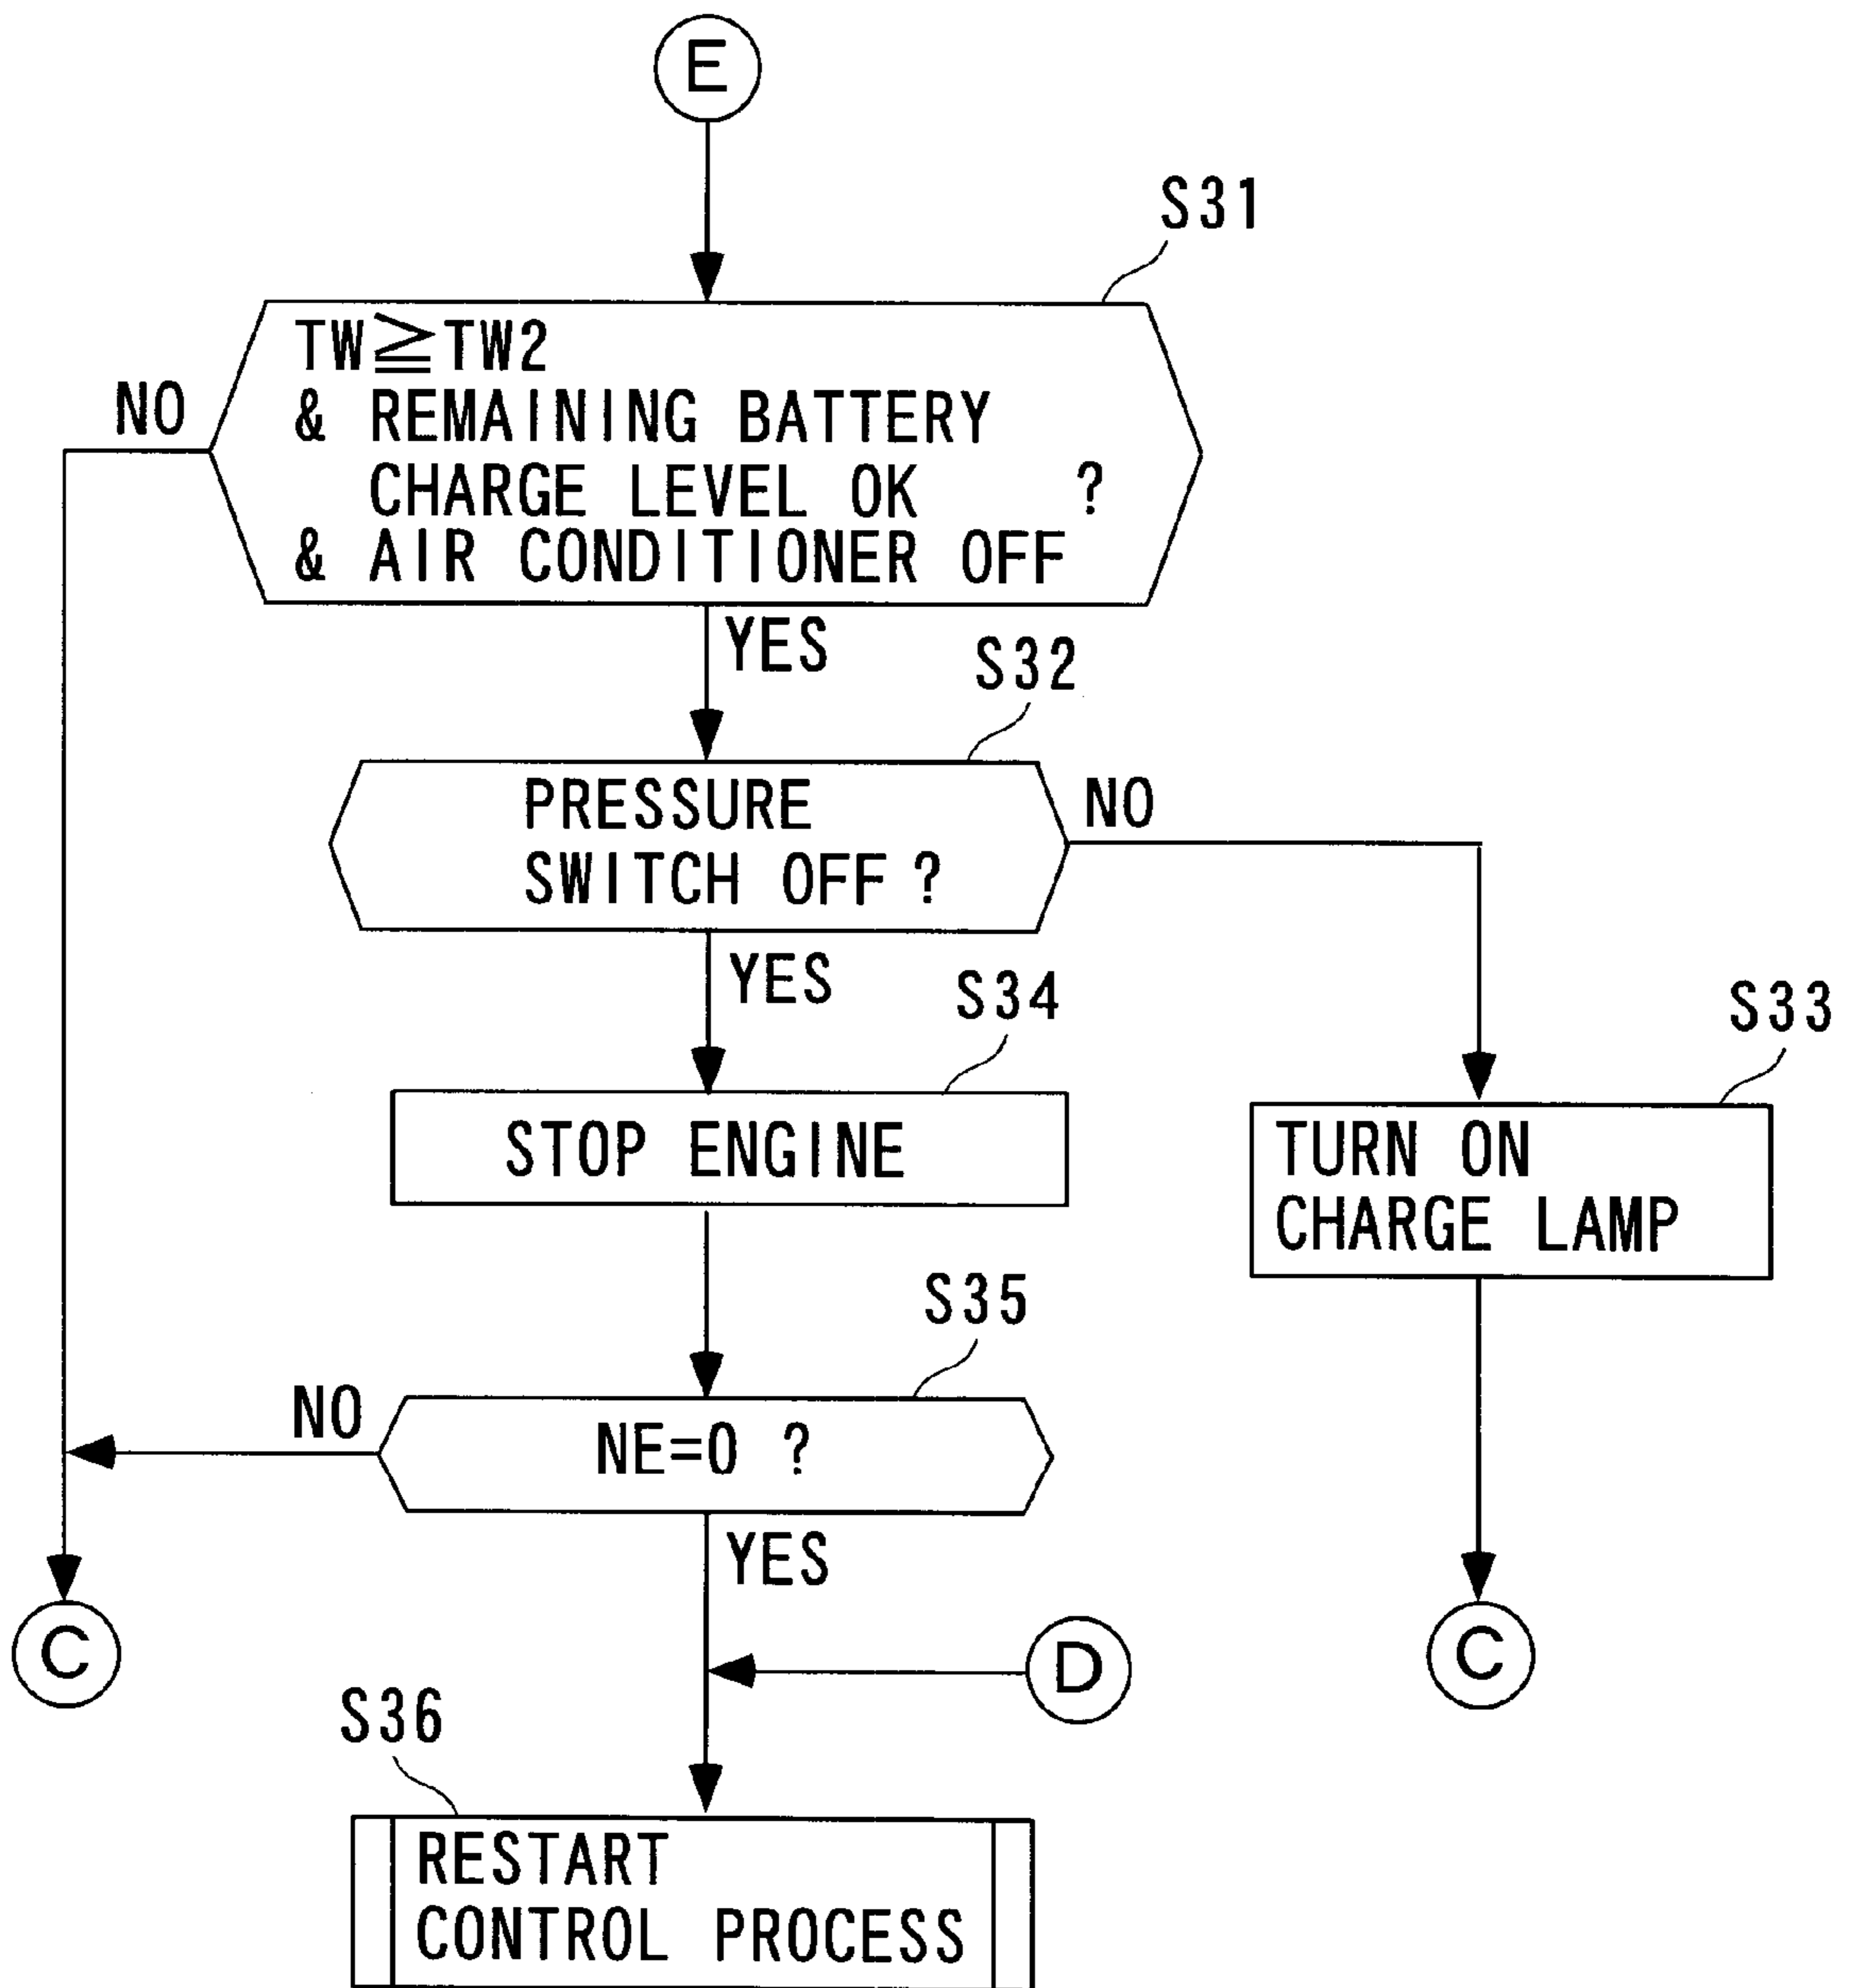 E
S31
TW≧TW2
& REMAINING BATTERY
CHARGE LEVEL OK ?
& AIR CONDITIONER OFF
NO
YES
S32
PRESSURE
SWITCH OFF ?
NO
YES
S34
STOP ENGINE
S33
TURN ON
CHARGE LAMP
S35
NE=0 ?
NO
YES
C
D
C
S36
RESTART
CONTROL PROCESS